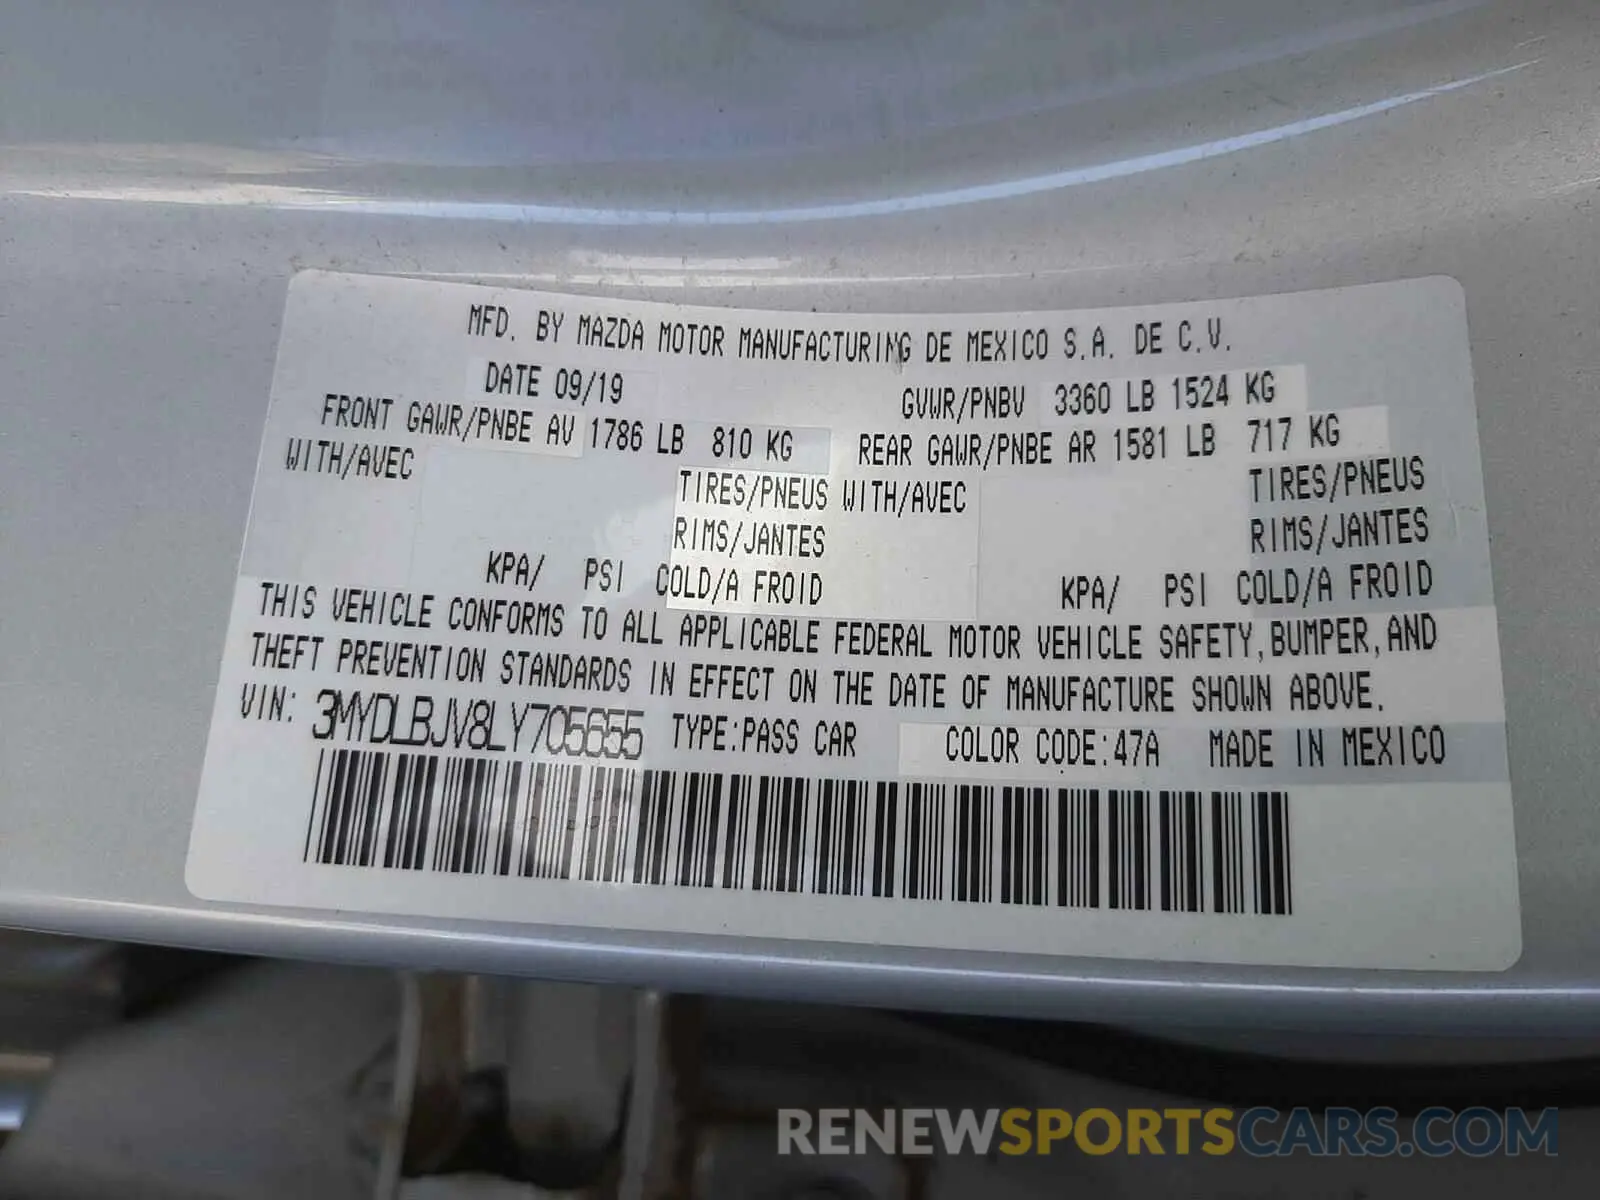 MFD. BY MAZDA MOTOR MANUFACTURING DE MEXICO S.A. DE C.V.
DATE 09/19 GVWR/PNBV 3360 LB 1524 KG
FRONT GAWR/PNBE AV 1786 LB 810 KG REAR GAWR/PNBE AR 1581 LB 717 KG
WITH/AVEC TIRES/PNEUS WITH/AVEC TIRES/PNEUS
RIMS/JANTES RIMS/JANTES
KPA/ PSI COLD/A FROID KPA/ PSI COLD/A FROID
THIS VEHICLE CONFORMS TO ALL APPLICABLE FEDERAL MOTOR VEHICLE SAFETY, BUMPER, AND
THEFT PREVENTION STANDARDS IN EFFECT ON THE DATE OF MANUFACTURE SHOWN ABOVE.
VIN: 3MYDLBJV8LY705655 TYPE:PASS CAR COLOR CODE:47A MADE IN MEXICO
RENEWSPORTSCARS.COM